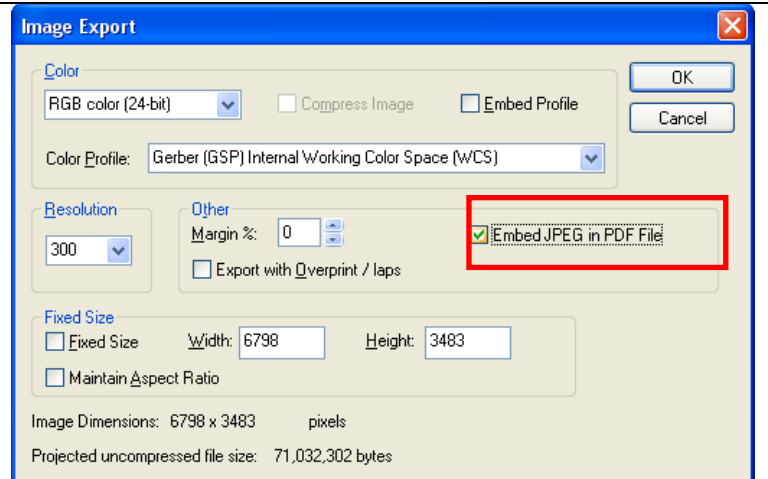 Image Export
Color
OK
RGB color (24-bit)
Compress Image
Embed Profile
Cancel
Color Profile: Gerber (GSP) Internal Working Color Space (WCS)
Resolution
Other
Margin %: 0
Embed JPEG in PDF File
300
Export with Overprint / laps
Fixed Size
Fixed Size Width: 6798 Height: 3483
Maintain Aspect Ratio
Image Dimensions: 6798 x 3483 pixels
Projected uncompressed file size: 71,032,302 bytes